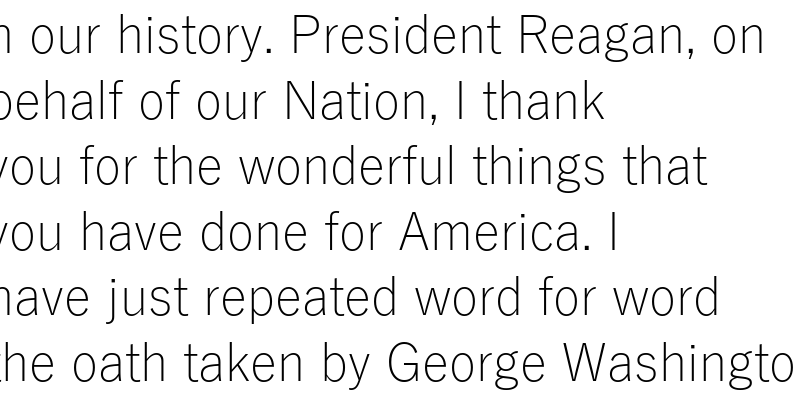 n our history. President Reagan, on
behalf of our Nation, I thank
you for the wonderful things that
you have done for America. I
have just repeated word for word
the oath taken by George Washingto